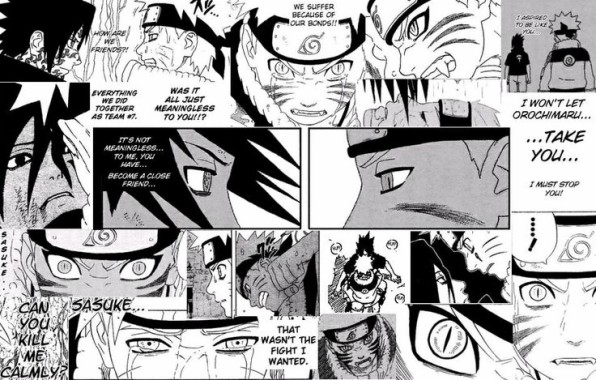 HOW ARE
WE
FRIENDS?!
WE SUFFER
BECAUSE OF
OUR BONDS!!
I ASPIRED
TO BE LIKE
YOU...
EVERYTHING
WE DID
TOGETHER
AS TEAM #7.
WAS IT
ALL JUST
MEANINGLESS
TO YOU!!?
I WON'T LET
OROCHIMARU...
...TAKE
YOU...
I MUST STOP
YOU!
IT'S NOT
MEANINGLESS...
TO ME, YOU
HAVE...
BECOME A CLOSE
FRIEND...
SASUKE...
CAN
YOU
KILL
ME
CALMLY?
SASUKE...
THAT
WASN'T THE
FIGHT I
WANTED.